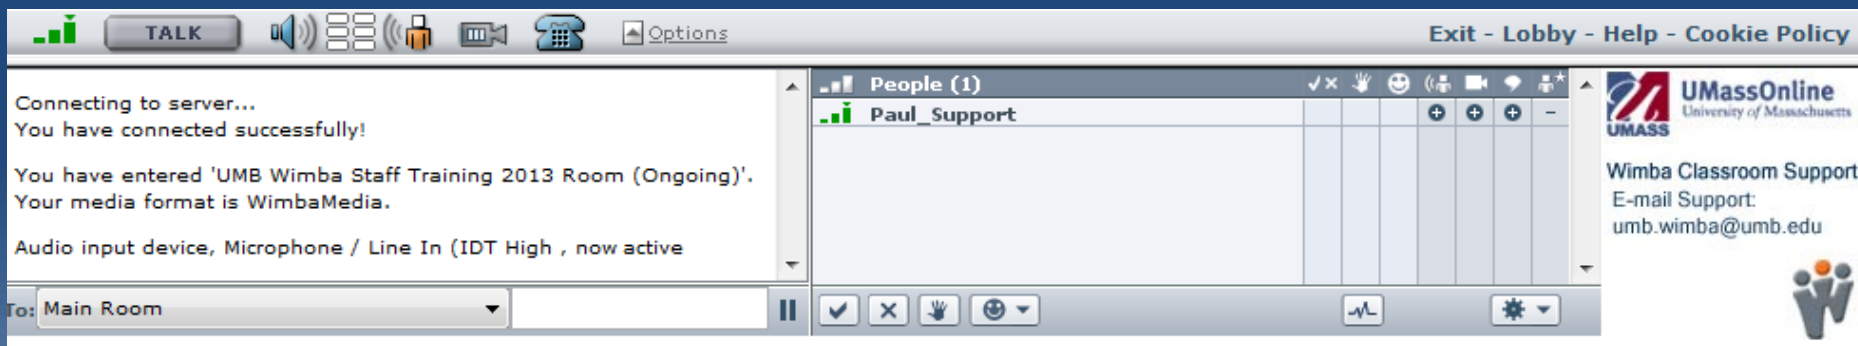 TALK
Options
Exit - Lobby - Help - Cookie Policy
Connecting to server...
You have connected successfully!
You have entered 'UMB Wimba Staff Training 2013 Room (Ongoing)'.
Your media format is WimbaMedia.
Audio input device, Microphone / Line In (IDT High , now active
To: Main Room
People (1)
Paul_Support
UMASS
UMassOnline
University of Massachusetts
Wimba Classroom Support
E-mail Support:
umb.wimba@umb.edu